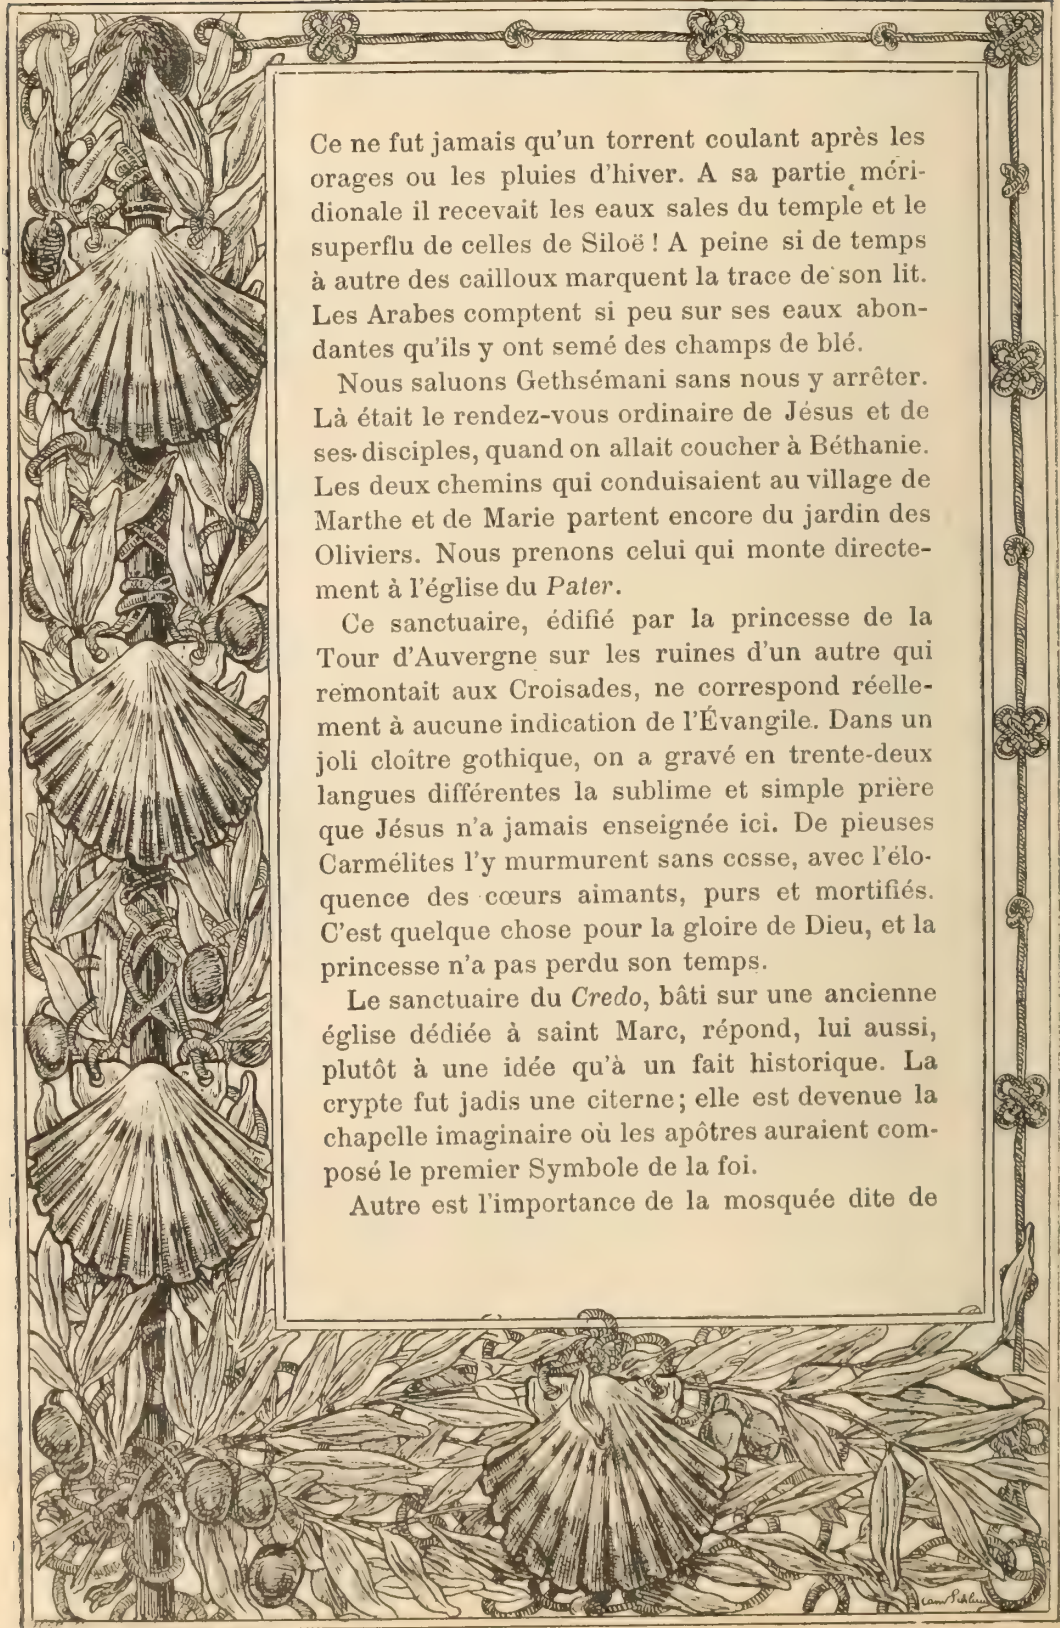 Ce ne fut jamais qu'un torrent coulant après les
orages ou les pluies d'hiver. A sa partie méri-
dionale il recevait les eaux sales du temple et le
superflu de celles de Siloë ! A peine si de temps
à autre des cailloux marquent la trace de son lit.
Les Arabes comptent si peu sur ses eaux abon-
dantes qu'ils y ont semé des champs de blé.
Nous saluons Gethsémani sans nous y arrêter.
Là était le rendez-vous ordinaire de Jésus et de
ses disciples, quand on allait coucher à Béthanie.
Les deux chemins qui conduisaient au village de
Marthe et de Marie partent encore du jardin des
Oliviers. Nous prenons celui qui monte directe-
ment à l'église du Pater.
Ce sanctuaire, édifié par la princesse de la
Tour d'Auvergne sur les ruines d'un autre qui
remontait aux Croisades, ne correspond réelle-
ment à aucune indication de l'Évangile. Dans un
joli cloître gothique, on a gravé en trente-deux
langues différentes la sublime et simple prière
que Jésus n'a jamais enseignée ici. De pieuses
Carmélites l'y murmurent sans cesse, avec l'élo-
quence des cœurs aimants, purs et mortifiés.
C'est quelque chose pour la gloire de Dieu, et la
princesse n'a pas perdu son temps.
Le sanctuaire du Credo, bâti sur une ancienne
église dédiée à saint Marc, répond, lui aussi,
plutôt à une idée qu'à un fait historique. La
crypte fut jadis une citerne; elle est devenue la
chapelle imaginaire où les apôtres auraient com-
posé le premier Symbole de la foi.
Autre est l'importance de la mosquée dite de